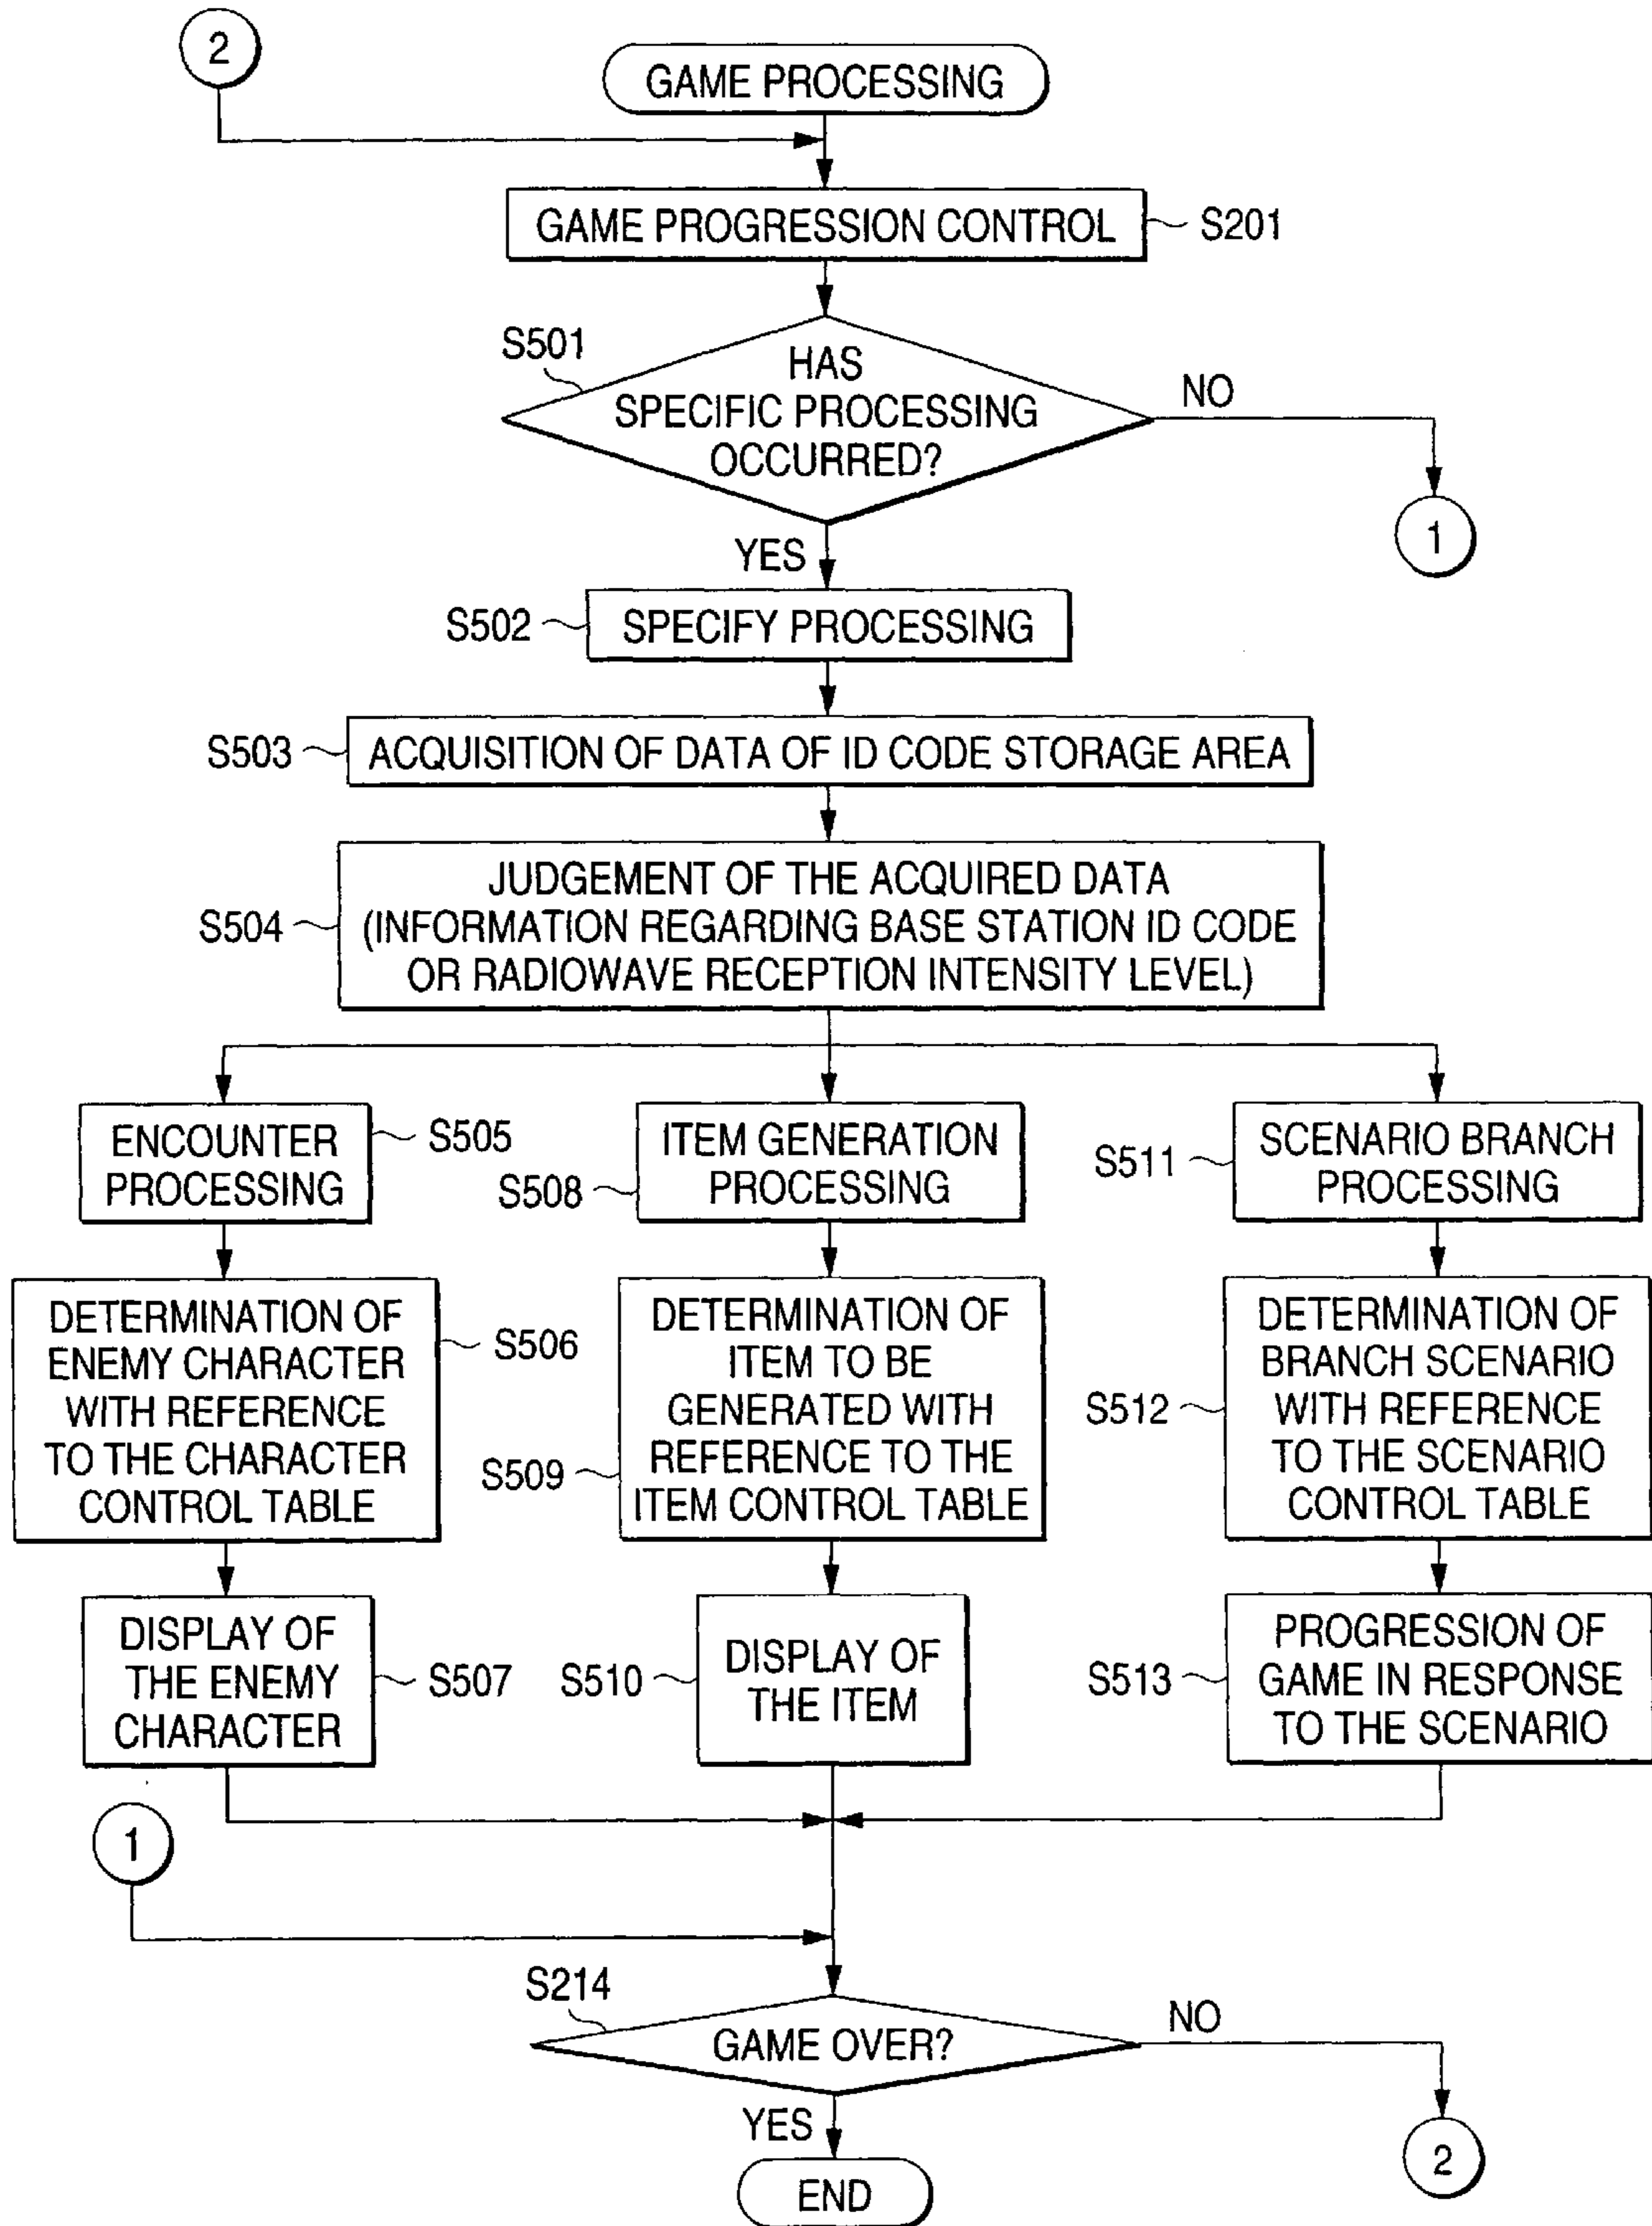 2
GAME PROCESSING
GAME PROGRESSION CONTROL
S201
S501
HAS
SPECIFIC PROCESSING
OCCURRED?
NO
1
YES
S502
SPECIFY PROCESSING
S503
ACQUISITION OF DATA OF ID CODE STORAGE AREA
S504
JUDGEMENT OF THE ACQUIRED DATA
(INFORMATION REGARDING BASE STATION ID CODE
OR RADIOWAVE RECEPTION INTENSITY LEVEL)
ENCOUNTER
PROCESSING
S505
S508
ITEM GENERATION
PROCESSING
S511
SCENARIO BRANCH
PROCESSING
DETERMINATION OF
ENEMY CHARACTER
WITH REFERENCE
TO THE CHARACTER
CONTROL TABLE
S506
S509
DETERMINATION OF
ITEM TO BE
GENERATED WITH
REFERENCE TO THE
ITEM CONTROL TABLE
S512
DETERMINATION OF
BRANCH SCENARIO
WITH REFERENCE
TO THE SCENARIO
CONTROL TABLE
DISPLAY OF
THE ENEMY
CHARACTER
S507
S510
DISPLAY OF
THE ITEM
S513
PROGRESSION OF
GAME IN RESPONSE
TO THE SCENARIO
1
S214
GAME OVER?
NO
YES
2
END